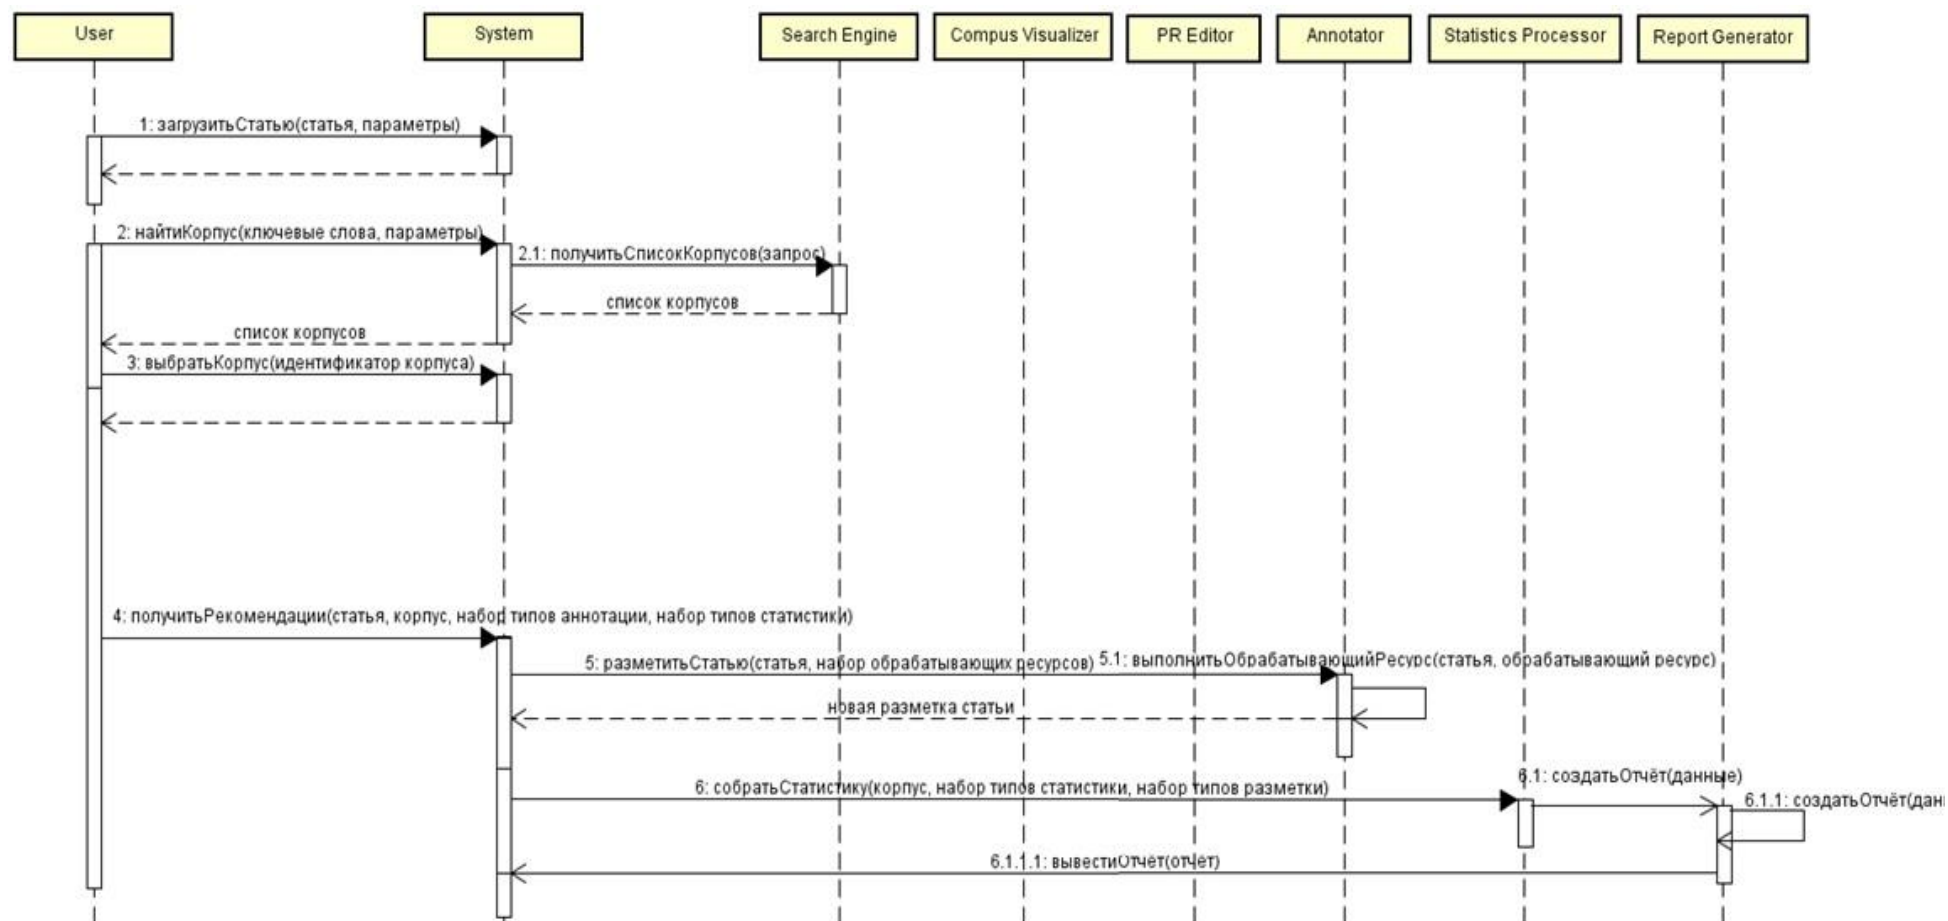 User
System
Search Engine
Compus Visualizer
PR Editor
Annotator
Statistics Processor
Report Generator
1: загрузитьСтатью(статья, параметры)
2: найтиКорпус(ключевые слова, параметры)
2.1: получитьСписокКорпусов(запрос)
список корпусов
список корпусов
3: выбратьКорпус(идентификатор корпуса)
4: получитьРекомендации(статья, корпус, набор типов аннотации, набор типов статистики)
5: разметитьСтатью(статья, набор обрабатывающих ресурсов)
5.1: выполнитьОбрабатывающийРесурс(статья, обрабатывающий ресурс)
новая разметка статьи
6: собратьСтатистику(корпус, набор типов статистики, набор типов разметки)
6.1: создатьОтчёт(данные)
6.1.1: создатьОтчёт(дан
6.1.1.1: вывестиОтчёт(отчёт)